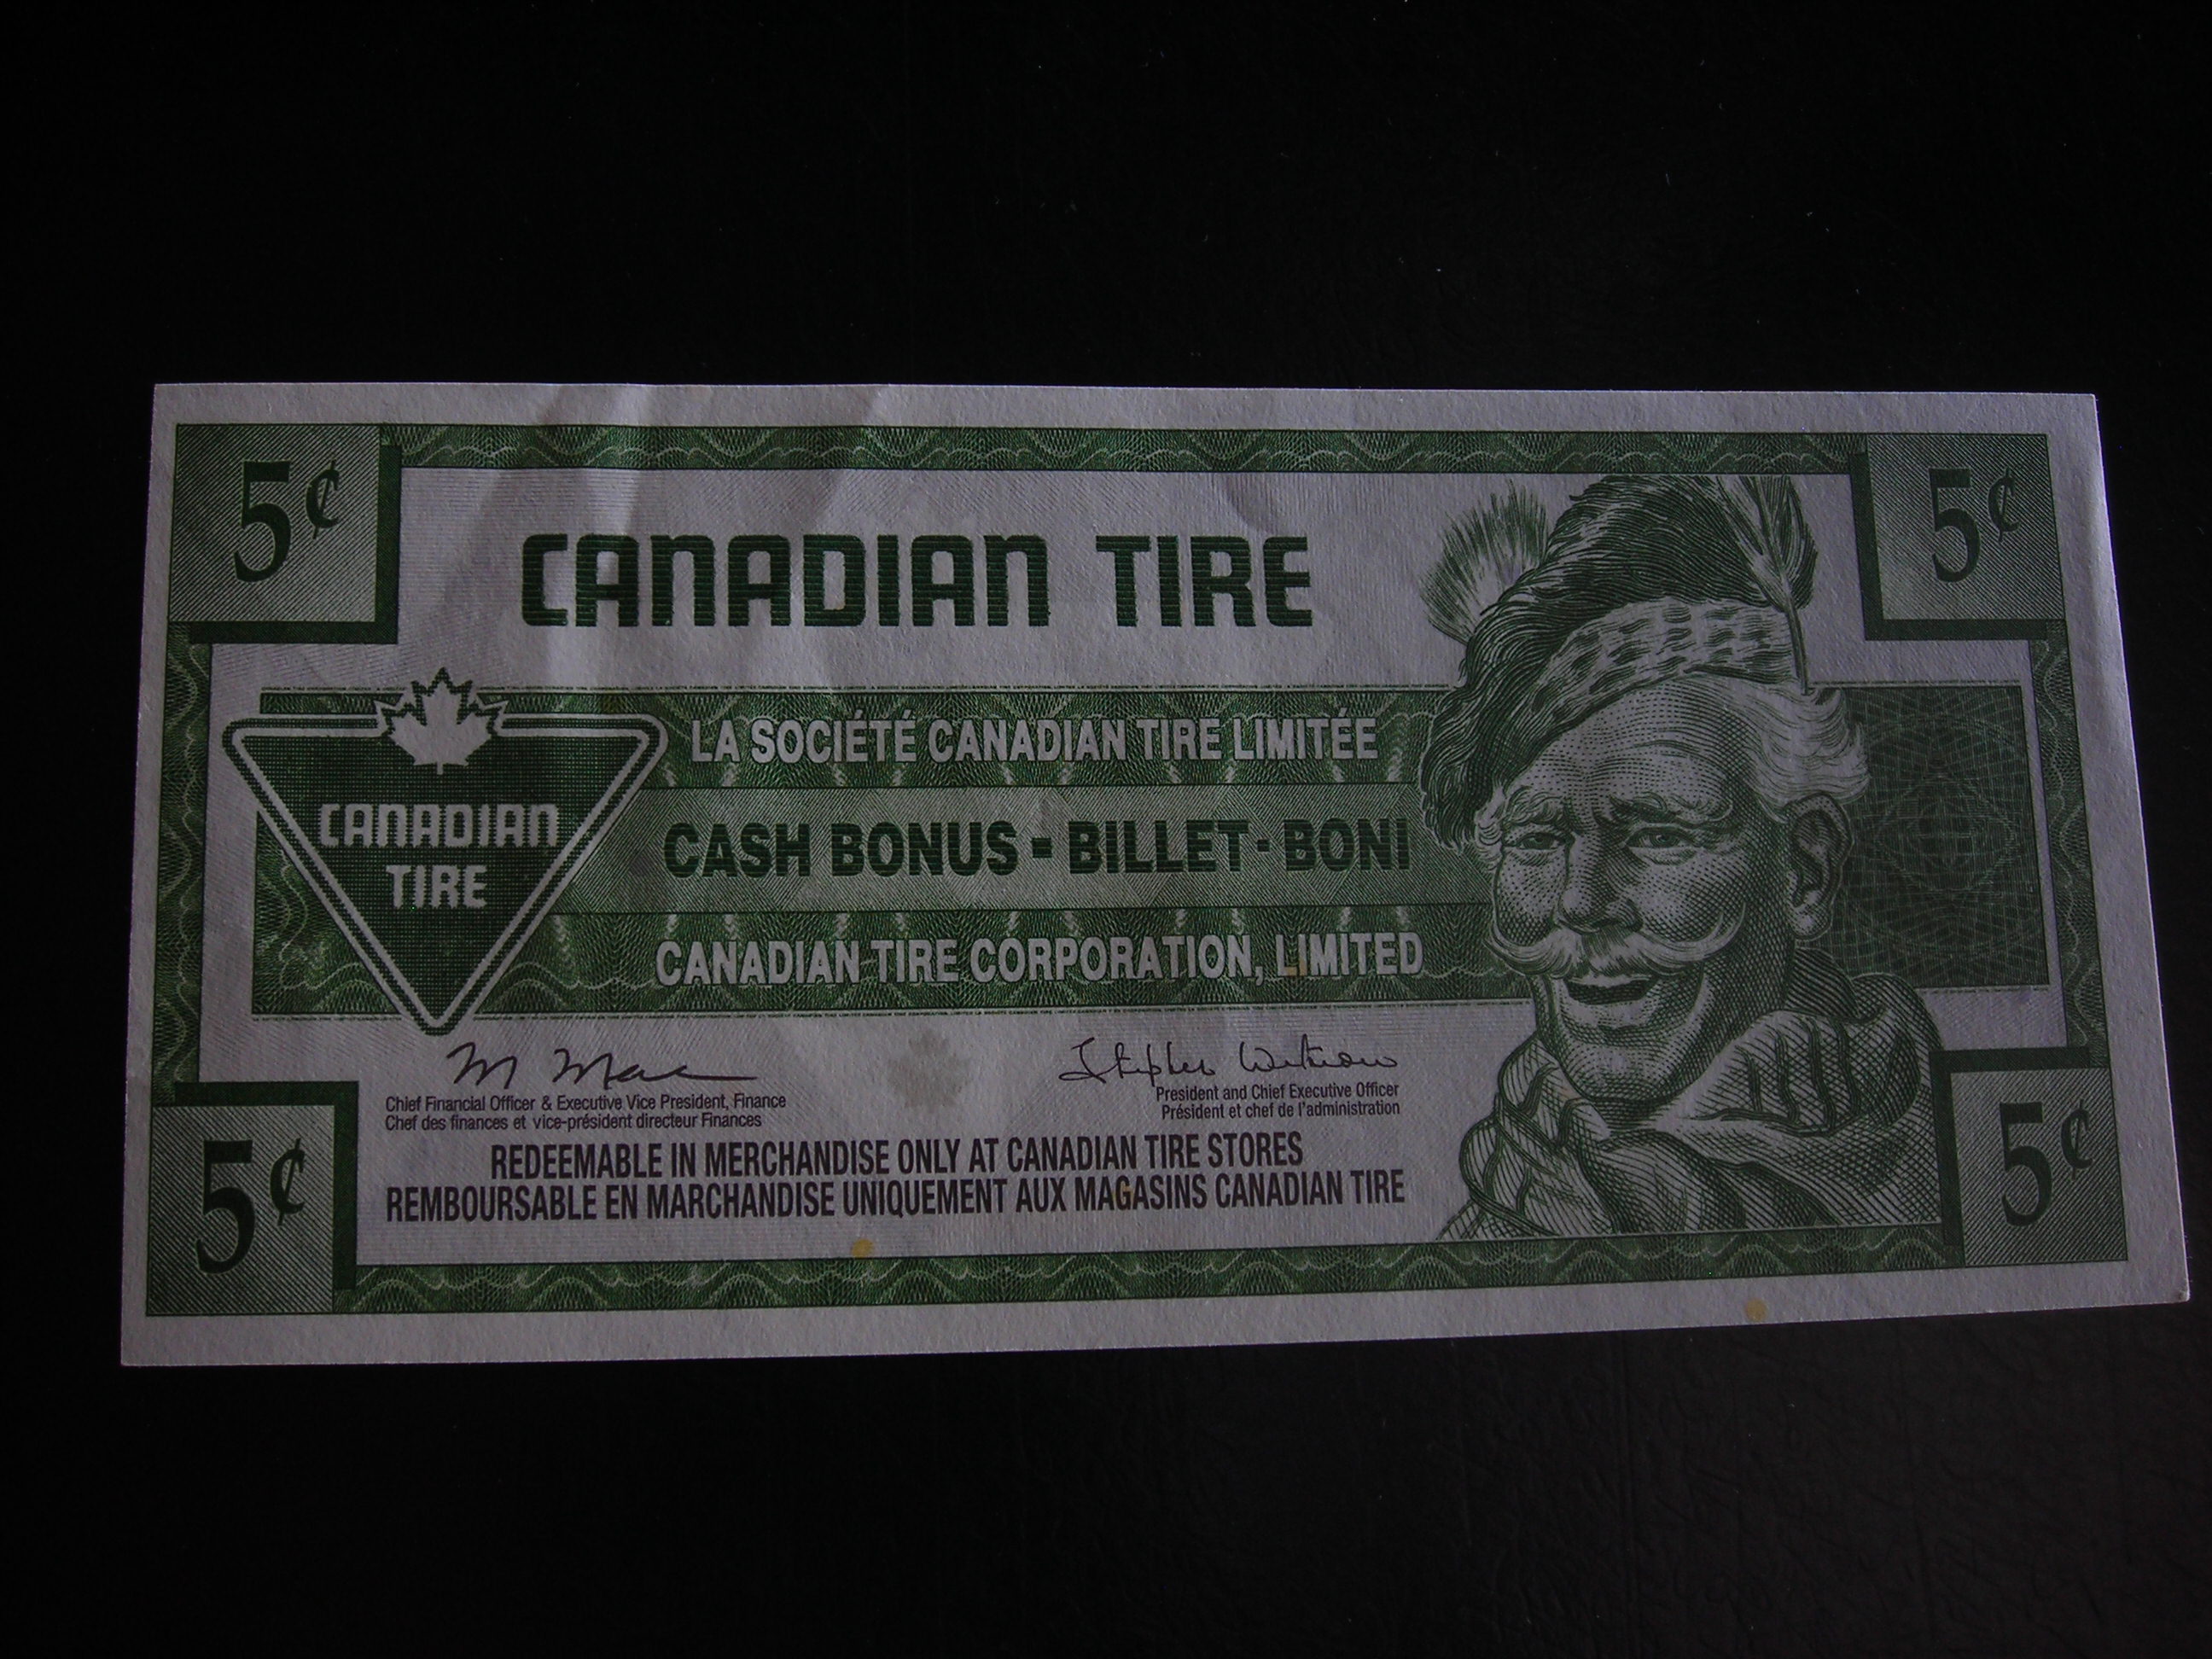 5¢
5¢
CANADIAN TIRE
LA SOCIÉTÉ CANADIAN TIRE LIMITÉE
CANADIAN
TIRE
CASH BONUS - BILLET - BONI
CANADIAN TIRE CORPORATION, LIMITED
Chief Financial Officer & Executive Vice President, Finance
Chef des finances et vice-président directeur Finances
President and Chief Executive Officer
Président et chef de l'administration
REDEEMABLE IN MERCHANDISE ONLY AT CANADIAN TIRE STORES
REMBOURSABLE EN MARCHANDISE UNIQUEMENT AUX MAGASINS CANADIAN TIRE
5¢
5¢